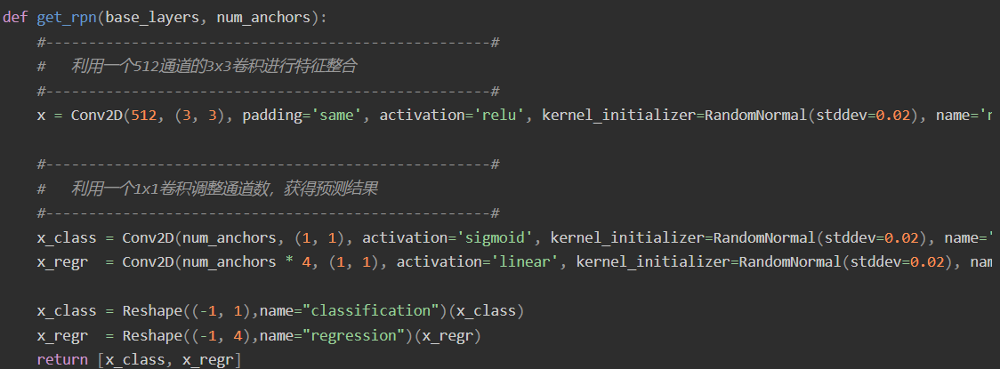 def get_rpn(base_layers, num_anchors):
    #----------------------------------------------------#
    #   利用一个512通道的3x3卷积进行特征整合
    #----------------------------------------------------#
    x = Conv2D(512, (3, 3), padding='same', activation='relu', kernel_initializer=RandomNormal(stddev=0.02), name='r
    #----------------------------------------------------#
    #   利用一个1x1卷积调整通道数，获得预测结果
    #----------------------------------------------------#
    x_class = Conv2D(num_anchors, (1, 1), activation='sigmoid', kernel_initializer=RandomNormal(stddev=0.02), name='
    x_regr  = Conv2D(num_anchors * 4, (1, 1), activation='linear', kernel_initializer=RandomNormal(stddev=0.02), nam
    x_class = Reshape((-1, 1),name="classification")(x_class)
    x_regr  = Reshape((-1, 4),name="regression")(x_regr)
    return [x_class, x_regr]